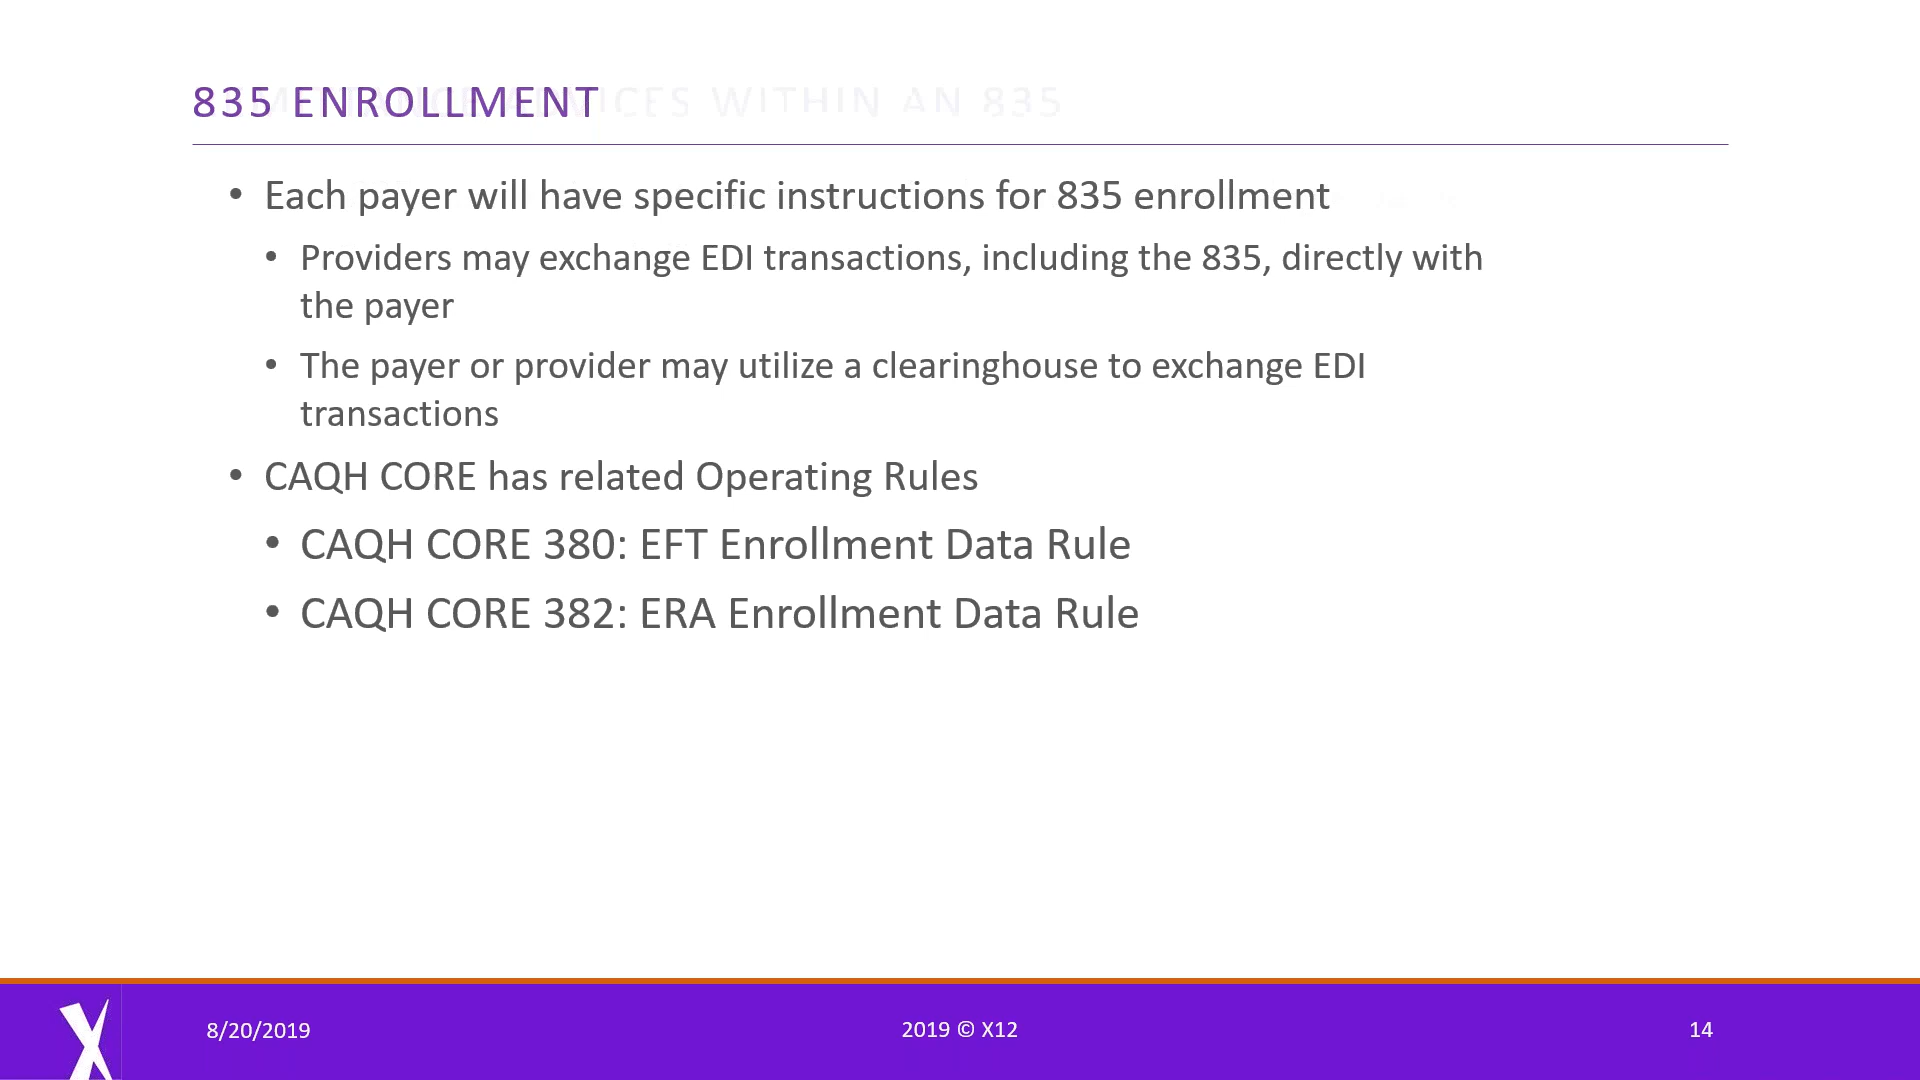 835 ENROLLMENT
• Each payer will have specific instructions for 835 enrollment
• Providers may exchange EDI transactions, including the 835, directly with
the payer
• The payer or provider may utilize a clearinghouse to exchange EDI
transactions
• CAQH CORE has related Operating Rules
• CAQH CORE 380: EFT Enrollment Data Rule
• CAQH CORE 382: ERA Enrollment Data Rule
8/20/2019
2019 © X12
14